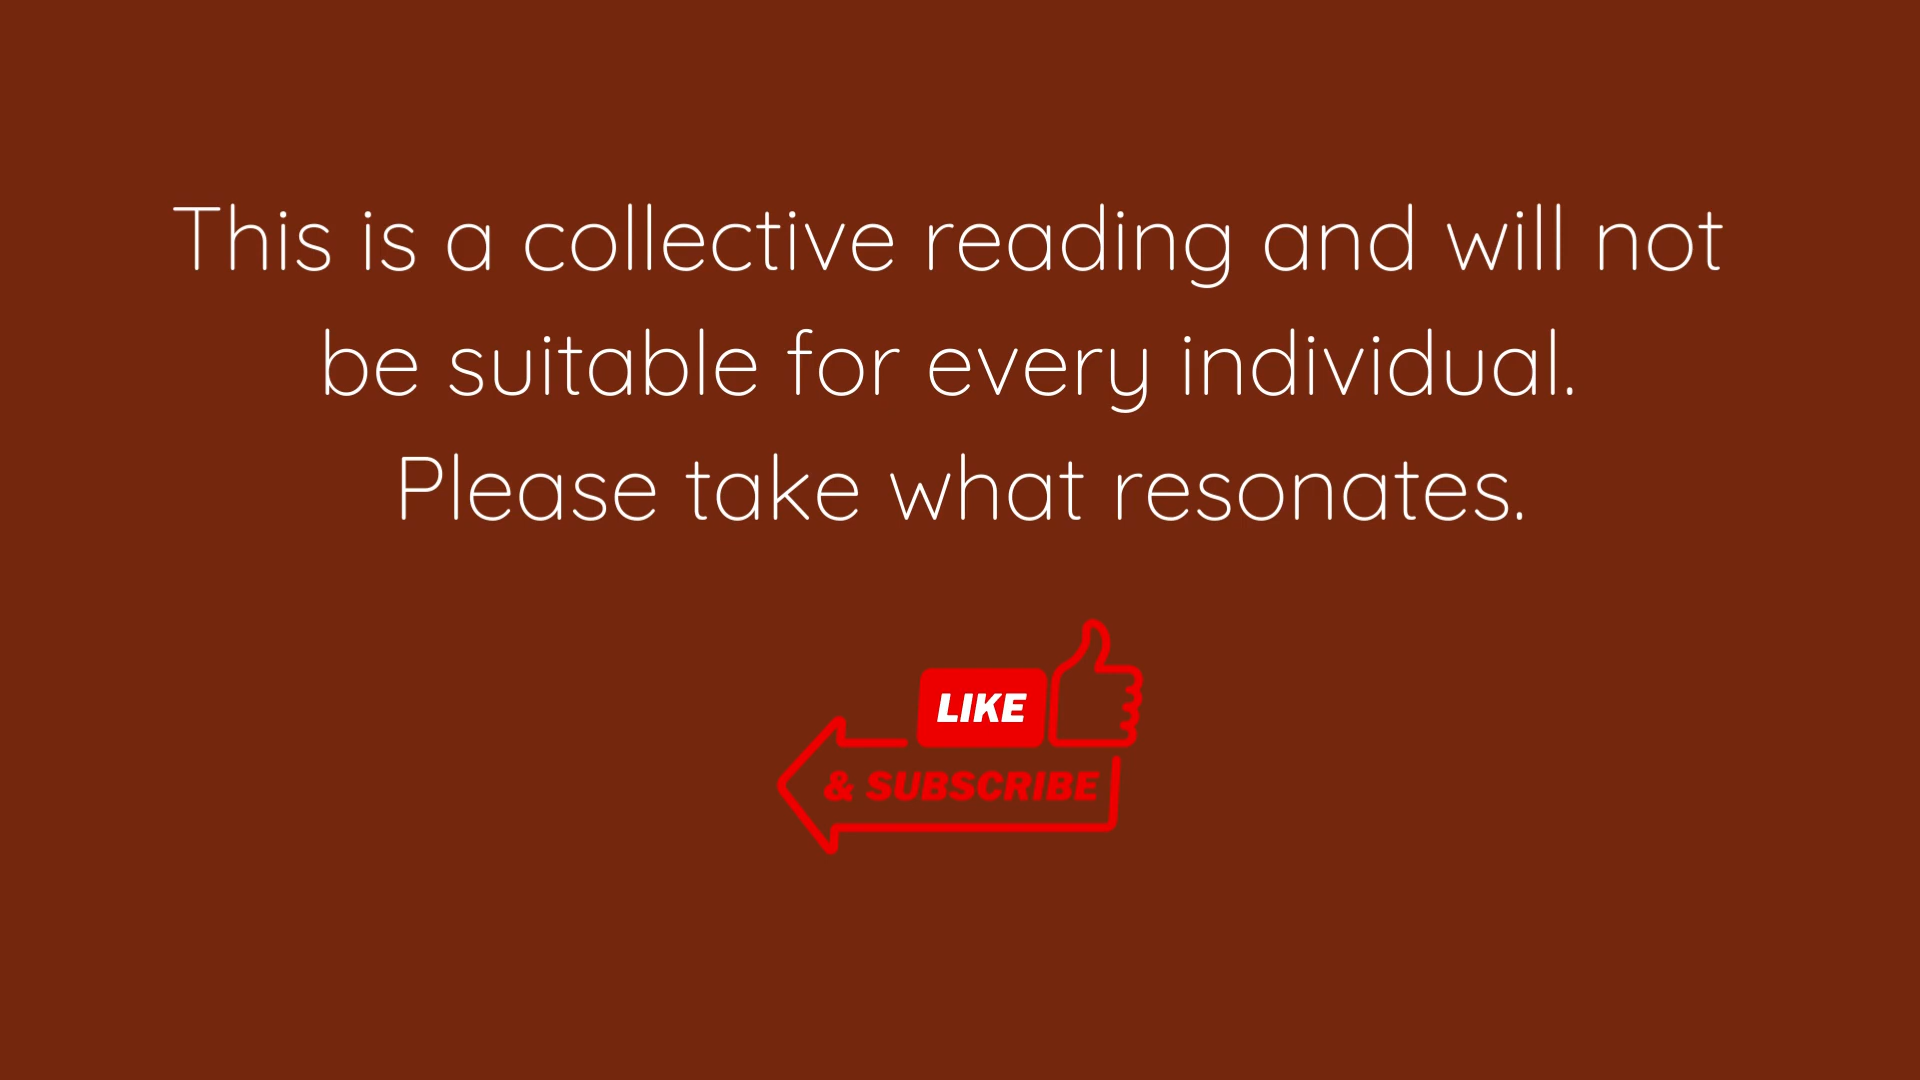 This is a collective reading and will not
be suitable for every individual.
Please take what resonates.
LIKE
& SUBSCRIBE